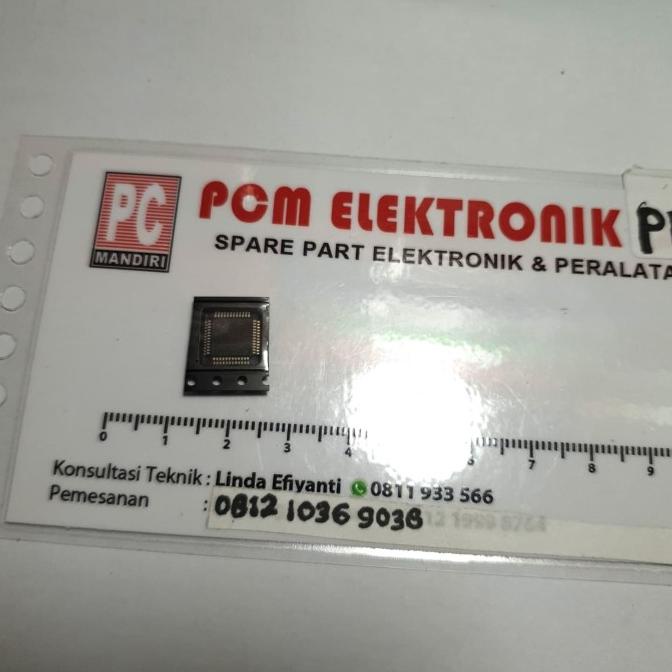 PC
MANDIRI
PCM ELEKTRONIK
SPARE PART ELEKTRONIK &
0 1 2 3 4 6 7 8 9
Konsultasi Teknik : Linda Efiyanti 0811 933 566
Pemesanan : 0812 1036 9036